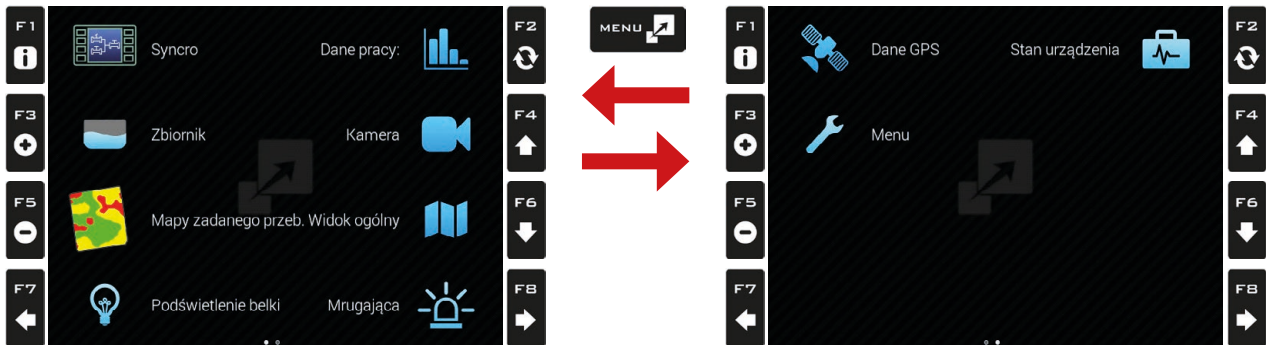 F1
Syncro
Dane pracy:
F2
F3
Zbiornik
Kamera
F4
F5
Mapy zadanego przeb.
Widok ogólny
F6
F7
Podświetlenie belki
Mrugająca
F8
MENU
F1
Dane GPS
Stan urządzenia
F2
F3
Menu
F4
F5
F6
F7
F8